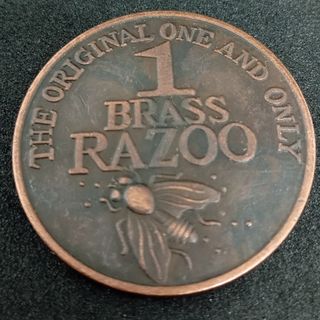 THE ORIGINAL ONE AND ONLY
1
BRASS
RAZOO